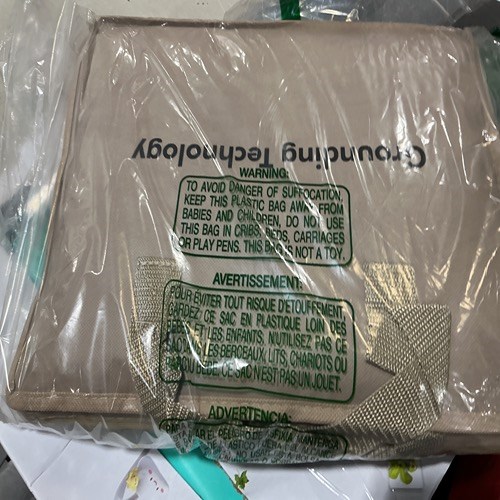 Grounding Technology
WARNING:
TO AVOID DANGER OF SUFFOCATION,
KEEP THIS PLASTIC BAG AWAY FROM
BABIES AND CHILDREN, DO NOT USE
THIS BAG IN CRIBS, BEDS, CARRIAGES
OR PLAY PENS. THIS BAG IS NOT A TOY.
AVERTISSEMENT:
POUR ÉVITER TOUT RISQUE D'ÉTOUFFEMENT,
GARDEZ CE SAC EN PLASTIQUE LOIN DES
ET LES ENFANTS, N'UTILISEZ PAS CE
LES BERCEAUX, LITS, CHARIOTS OU
CE SAC N'EST PAS UN JOUET.
ADVERTENCIA: